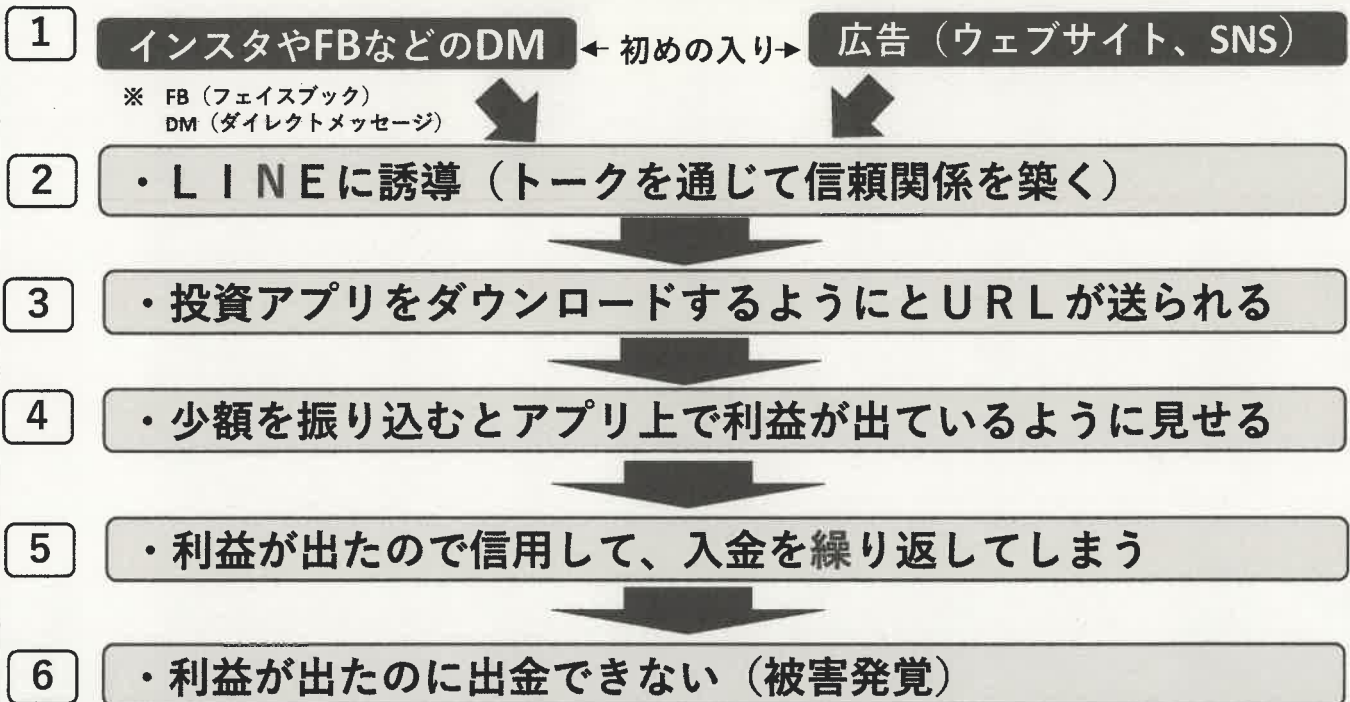 1
インスタやFBなどのDM
← 初めの入り→
広告（ウェブサイト、SNS）
※ FB（フェイスブック）
DM（ダイレクトメッセージ）
2
・ＬＩＮＥに誘導（トークを通じて信頼関係を築く）
3
・投資アプリをダウンロードするようにとＵＲＬが送られる
4
・少額を振り込むとアプリ上で利益が出ているように見せる
5
・利益が出たので信用して、入金を繰り返してしまう
6
・利益が出たのに出金できない（被害発覚）